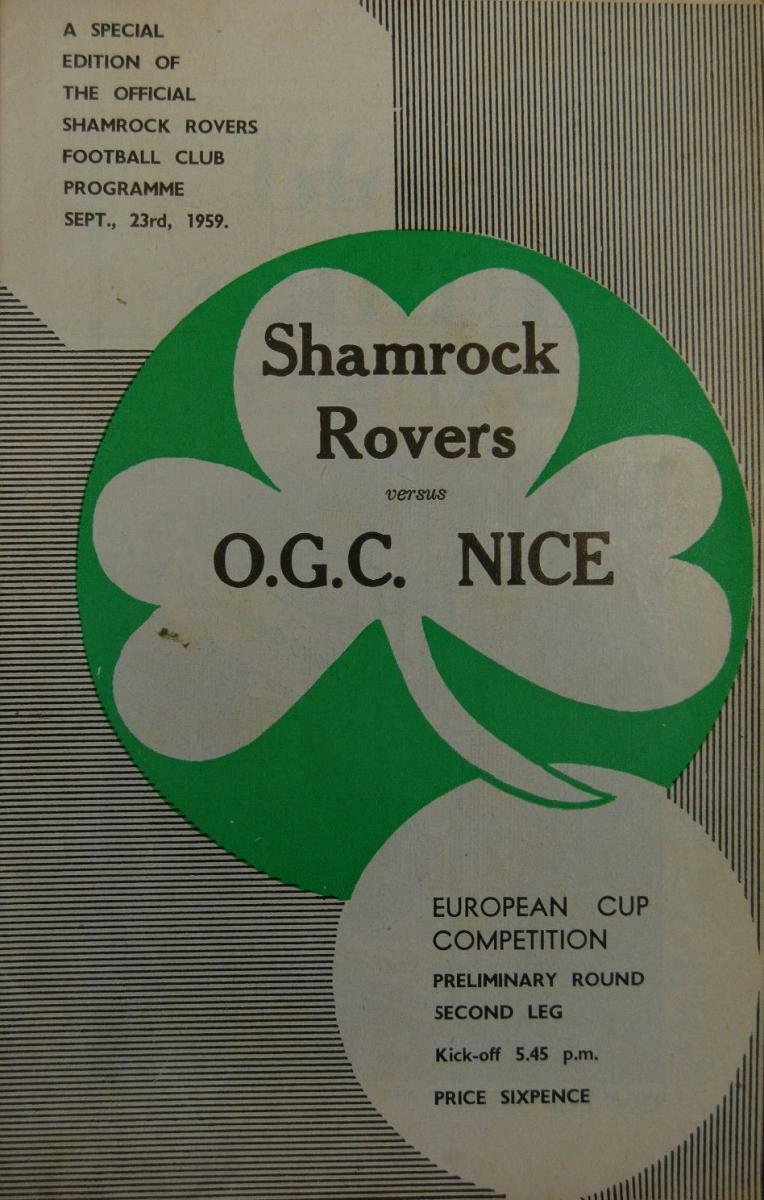 A SPECIAL
EDITION OF
THE OFFICIAL
SHAMROCK ROVERS
FOOTBALL CLUB
PROGRAMME
SEPT., 23rd, 1959.
Shamrock
Rovers
versus
O.G.C. NICE
EUROPEAN CUP
COMPETITION
PRELIMINARY ROUND
SECOND LEG
Kick-off 5.45 p.m.
PRICE SIXPENCE